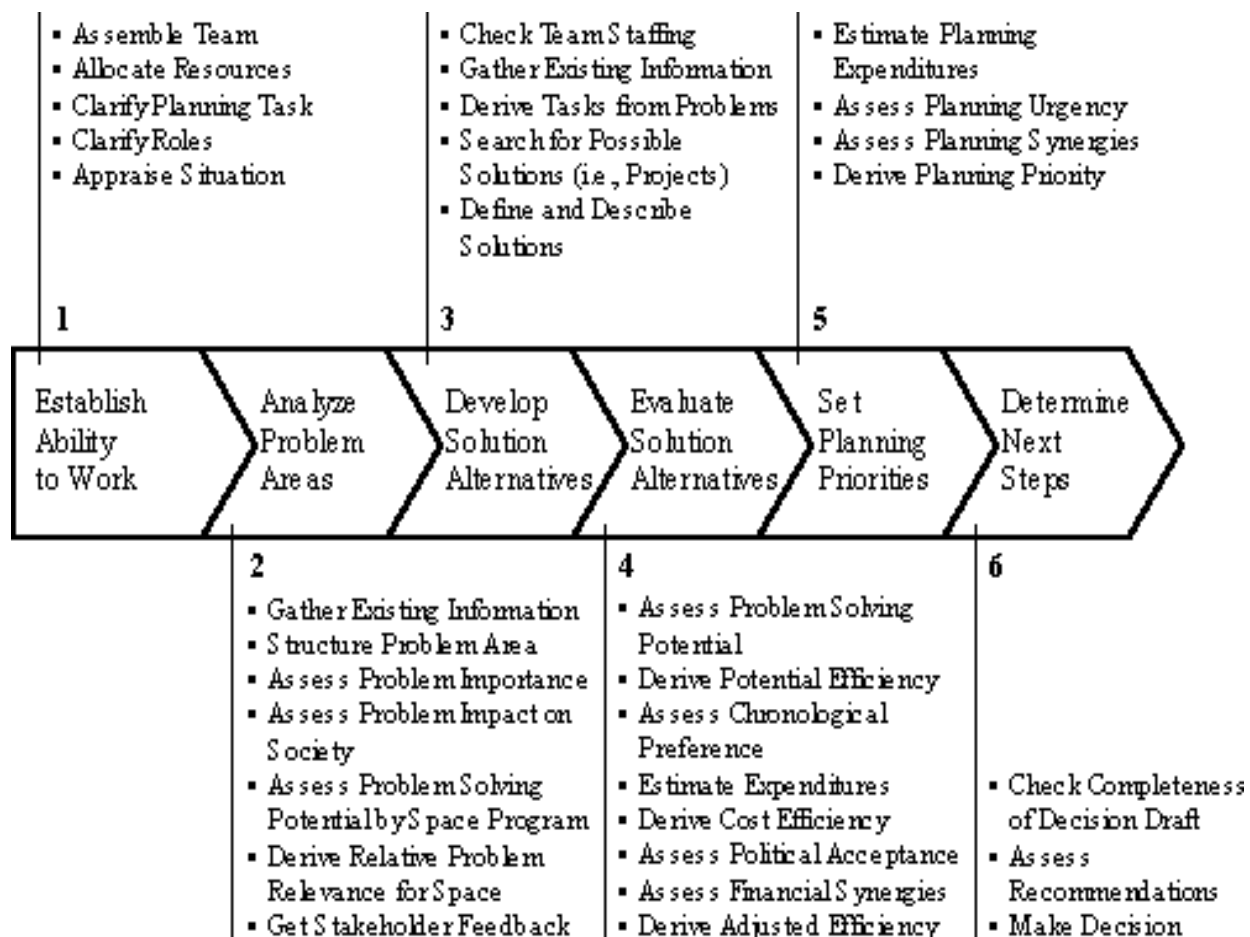 ▪ Assemble Team
▪ Allocate Resources
▪ Clarify Planning Task
▪ Clarify Roles
▪ Appraise Situation
1
▪ Check Team Staffing
▪ Gather Existing Information
▪ Derive Tasks from Problems
▪ Search for Possible
Solutions (i.e., Projects)
▪ Define and Describe
Solutions
3
▪ Estimate Planning
Expenditures
▪ Assess Planning Urgency
▪ Assess Planning Synergies
▪ Derive Planning Priority
5
Establish
Ability
to Work
Analyze
Problem
Areas
Develop
Solution
Alternatives
Evaluate
Solution
Alternatives
Set
Planning
Priorities
Determine
Next
Steps
2
▪ Gather Existing Information
▪ Structure Problem Area
▪ Assess Problem Importance
▪ Assess Problem Impact on
Society
▪ Assess Problem Solving
Potential by Space Program
▪ Derive Relative Problem
Relevance for Space
▪ Get Stakeholder Feedback
4
▪ Assess Problem Solving
Potential
▪ Derive Potential Efficiency
▪ Assess Chronological
Preference
▪ Estimate Expenditures
▪ Derive Cost Efficiency
▪ Assess Political Acceptance
▪ Assess Financial Synergies
▪ Derive Adjusted Efficiency
6
▪ Check Completeness
of Decision Draft
▪ Assess
Recommendations
▪ Make Decision